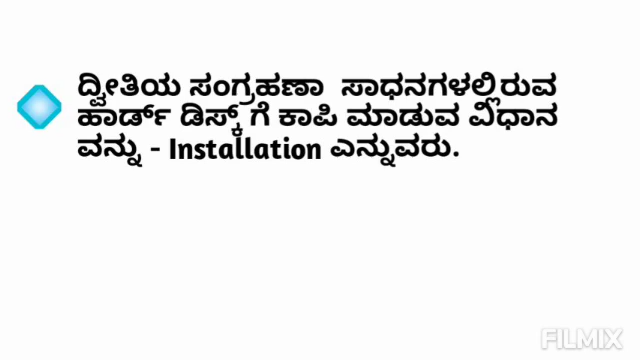 ದ್ವೀತಿಯ ಸಂಗ್ರಹಣಾ ಸಾಧನಗಳಲ್ಲಿರುವ
ಹಾರ್ಡ್ ಡಿಸ್ಕ್ ಗೆ ಕಾಪಿ ಮಾಡುವ ವಿಧಾನ
ವನ್ನು - Installation ಎನ್ನುವರು.
FILMIX